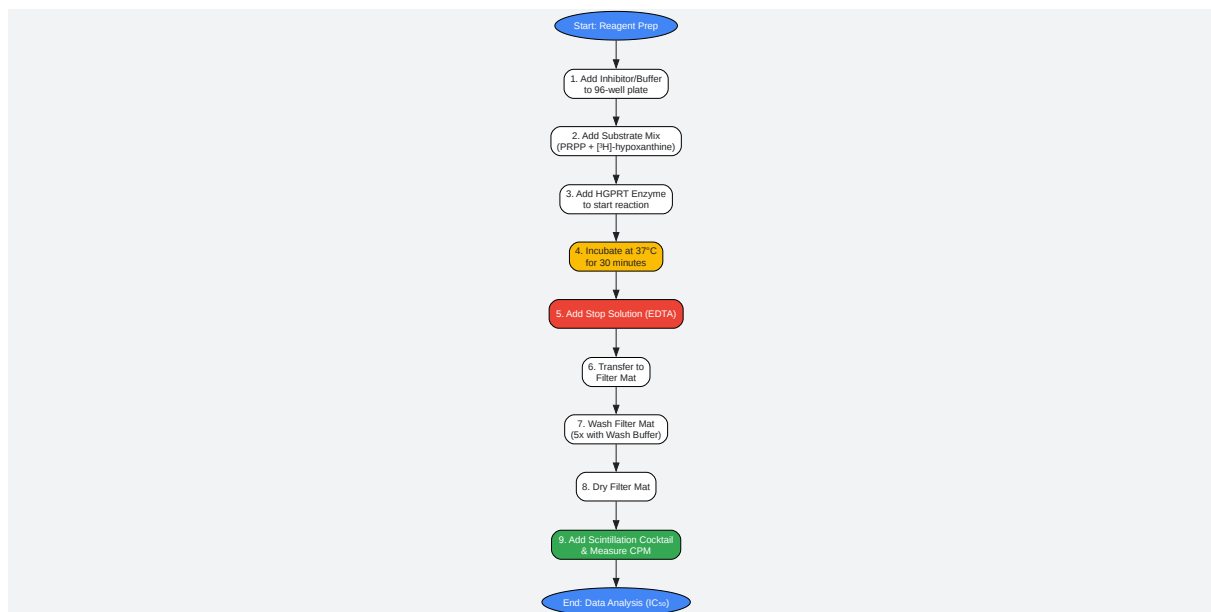 Start: Reagent Prep
1. Add Inhibitor/Buffer
to 96-well plate
2. Add Substrate Mix
(PRPP + [³H]-hypoxanthine)
3. Add HGPRT Enzyme
to start reaction
4. Incubate at 37°C
for 30 minutes
5. Add Stop Solution (EDTA)
6. Transfer to
Filter Mat
7. Wash Filter Mat
(5x with Wash Buffer)
8. Dry Filter Mat
9. Add Scintillation Cocktail
& Measure CPM
End: Data Analysis (IC₅₀)